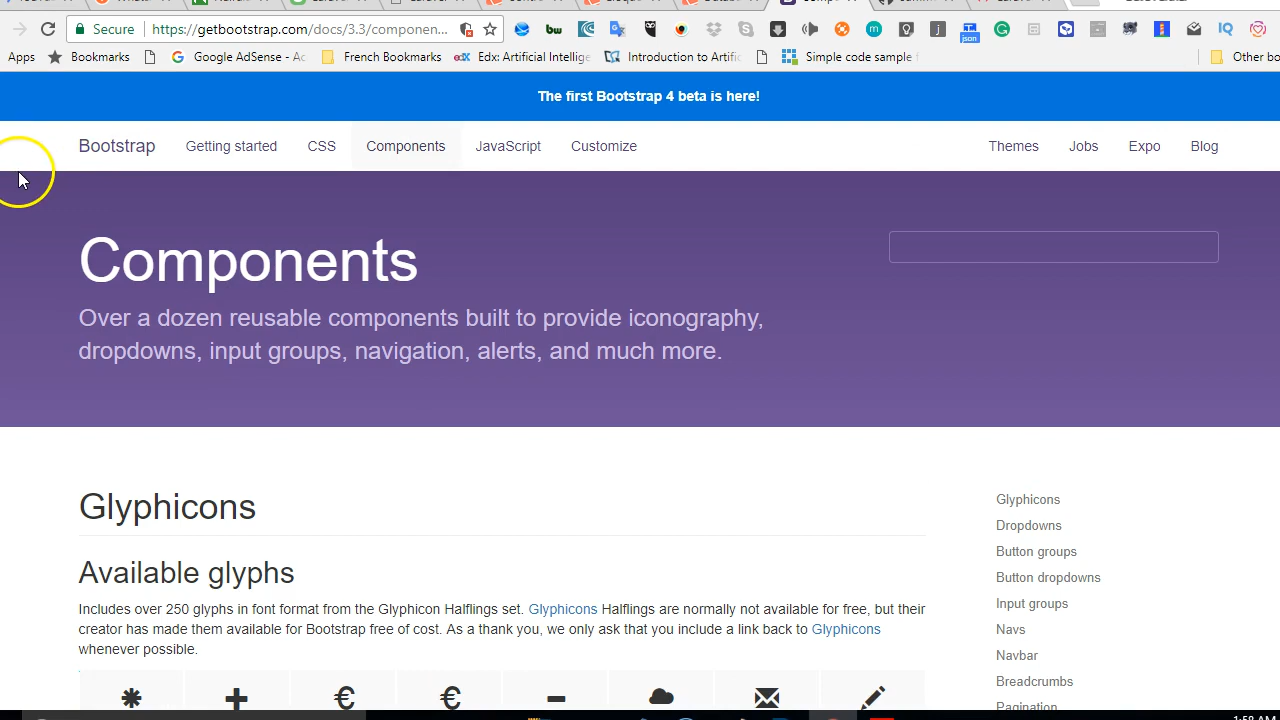 Secure https://getbootstrap.com/docs/3.3/componen...
Apps Bookmarks Google AdSense - Ac French Bookmarks Edx: Artificial Intellige Introduction to Artific Simple code sample f Other bo
The first Bootstrap 4 beta is here!
Bootstrap Getting started CSS Components JavaScript Customize Themes Jobs Expo Blog
Components
Over a dozen reusable components built to provide iconography,
dropdowns, input groups, navigation, alerts, and much more.
Glyphicons
Available glyphs
Includes over 250 glyphs in font format from the Glyphicon Halflings set. Glyphicons Halflings are normally not available for free, but their
creator has made them available for Bootstrap free of cost. As a thank you, we only ask that you include a link back to Glyphicons
whenever possible.
Glyphicons
Dropdowns
Button groups
Button dropdowns
Input groups
Navs
Navbar
Breadcrumbs
Pagination